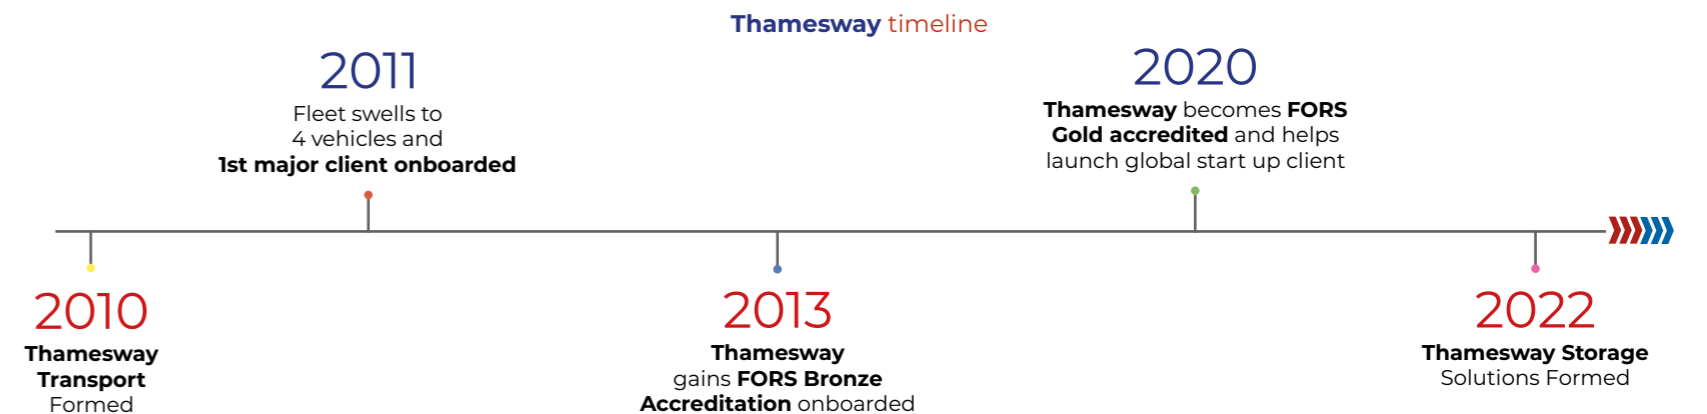 Thamesway timeline
2011
Fleet swells to
4 vehicles and
1st major client onboarded
2020
Thamesway becomes FORS
Gold accredited and helps
launch global start up client
2010
Thamesway
Transport
Formed
2013
Thamesway
gains FORS Bronze
Accreditation onboarded
2022
Thamesway Storage
Solutions Formed